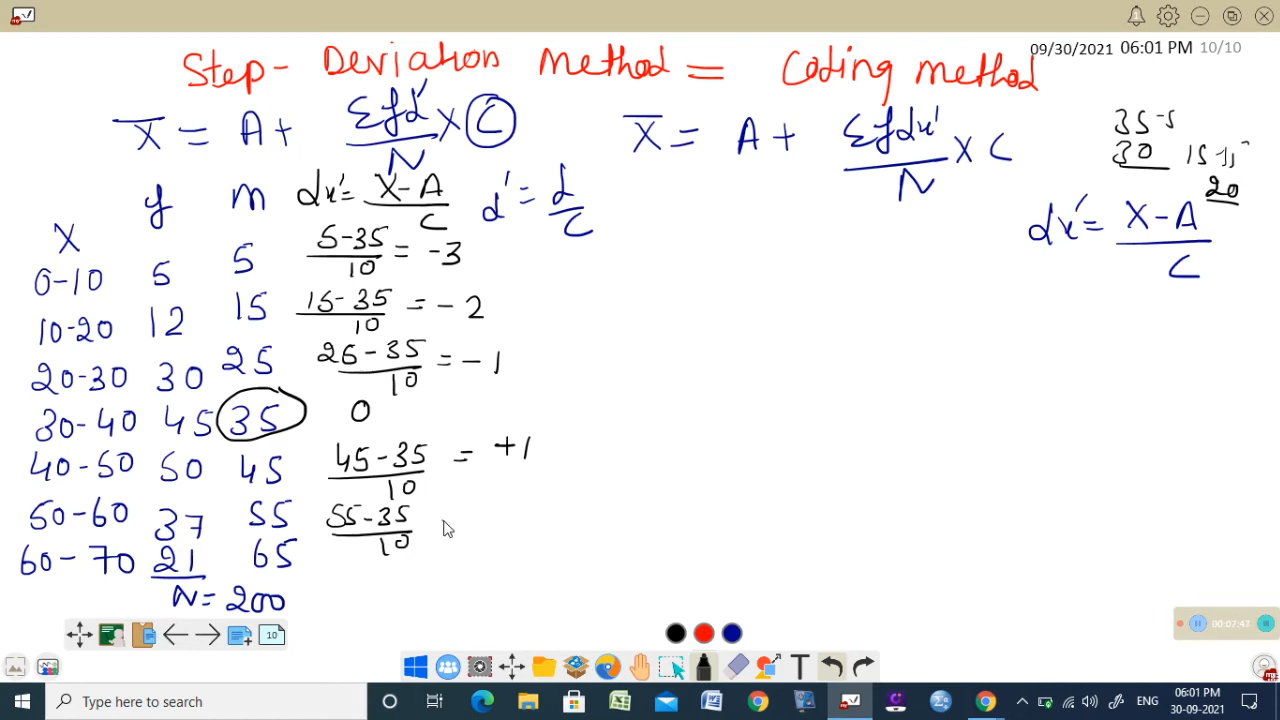 09/30/2021 06:01 PM 10/10
Step-Deviation Method = Coding method
X = A + Σfd'/N × C
X = A + Σfdx'/N × C
35-5
30
20
X f m dx' = X-A/C d' = d/C
dx' = X-A/C
0-10 5 5 5-35/10 = -3
10-20 12 15 15-35/10 = -2
20-30 30 25 25-35/10 = -1
30-40 45 35 0
40-50 50 45 45-35/10 = +1
50-60 37 55 55-35/10
60-70 21 65
N = 200
10
00:07:47
T
Type here to search
ENG
06:01 PM
30-09-2021